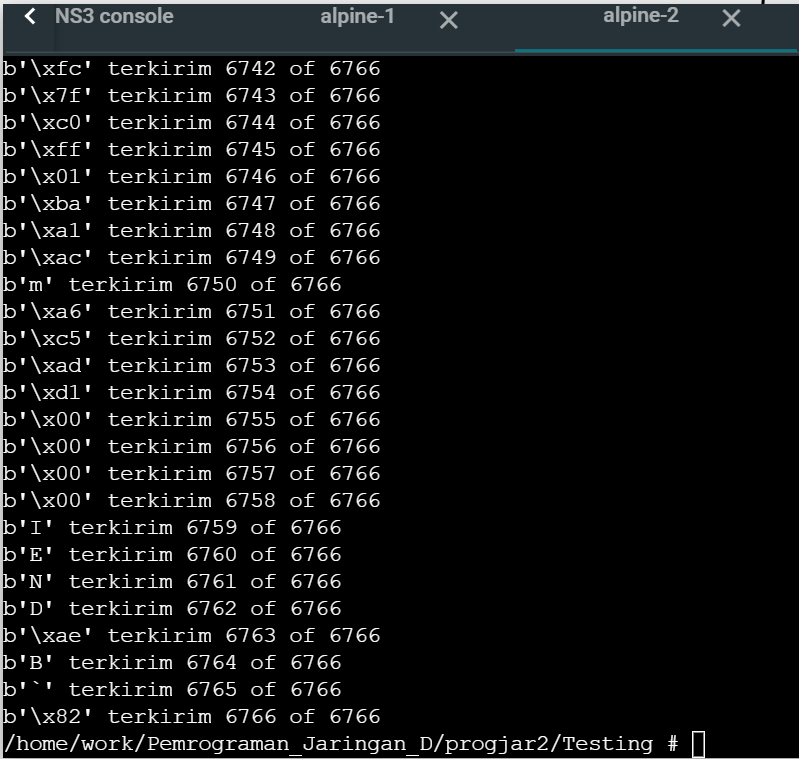 NS3 console alpine-1 alpine-2
b'\xfc' terkirim 6742 of 6766
b'\x7f' terkirim 6743 of 6766
b'\xc0' terkirim 6744 of 6766
b'\xff' terkirim 6745 of 6766
b'\x01' terkirim 6746 of 6766
b'\xba' terkirim 6747 of 6766
b'\xa1' terkirim 6748 of 6766
b'\xac' terkirim 6749 of 6766
b'm' terkirim 6750 of 6766
b'\xa6' terkirim 6751 of 6766
b'\xc5' terkirim 6752 of 6766
b'\xad' terkirim 6753 of 6766
b'\xd1' terkirim 6754 of 6766
b'\x00' terkirim 6755 of 6766
b'\x00' terkirim 6756 of 6766
b'\x00' terkirim 6757 of 6766
b'\x00' terkirim 6758 of 6766
b'I' terkirim 6759 of 6766
b'E' terkirim 6760 of 6766
b'N' terkirim 6761 of 6766
b'D' terkirim 6762 of 6766
b'\xae' terkirim 6763 of 6766
b'B' terkirim 6764 of 6766
b'`' terkirim 6765 of 6766
b'\x82' terkirim 6766 of 6766
/home/work/Pemrograman_Jaringan_D/progjar2/Testing #